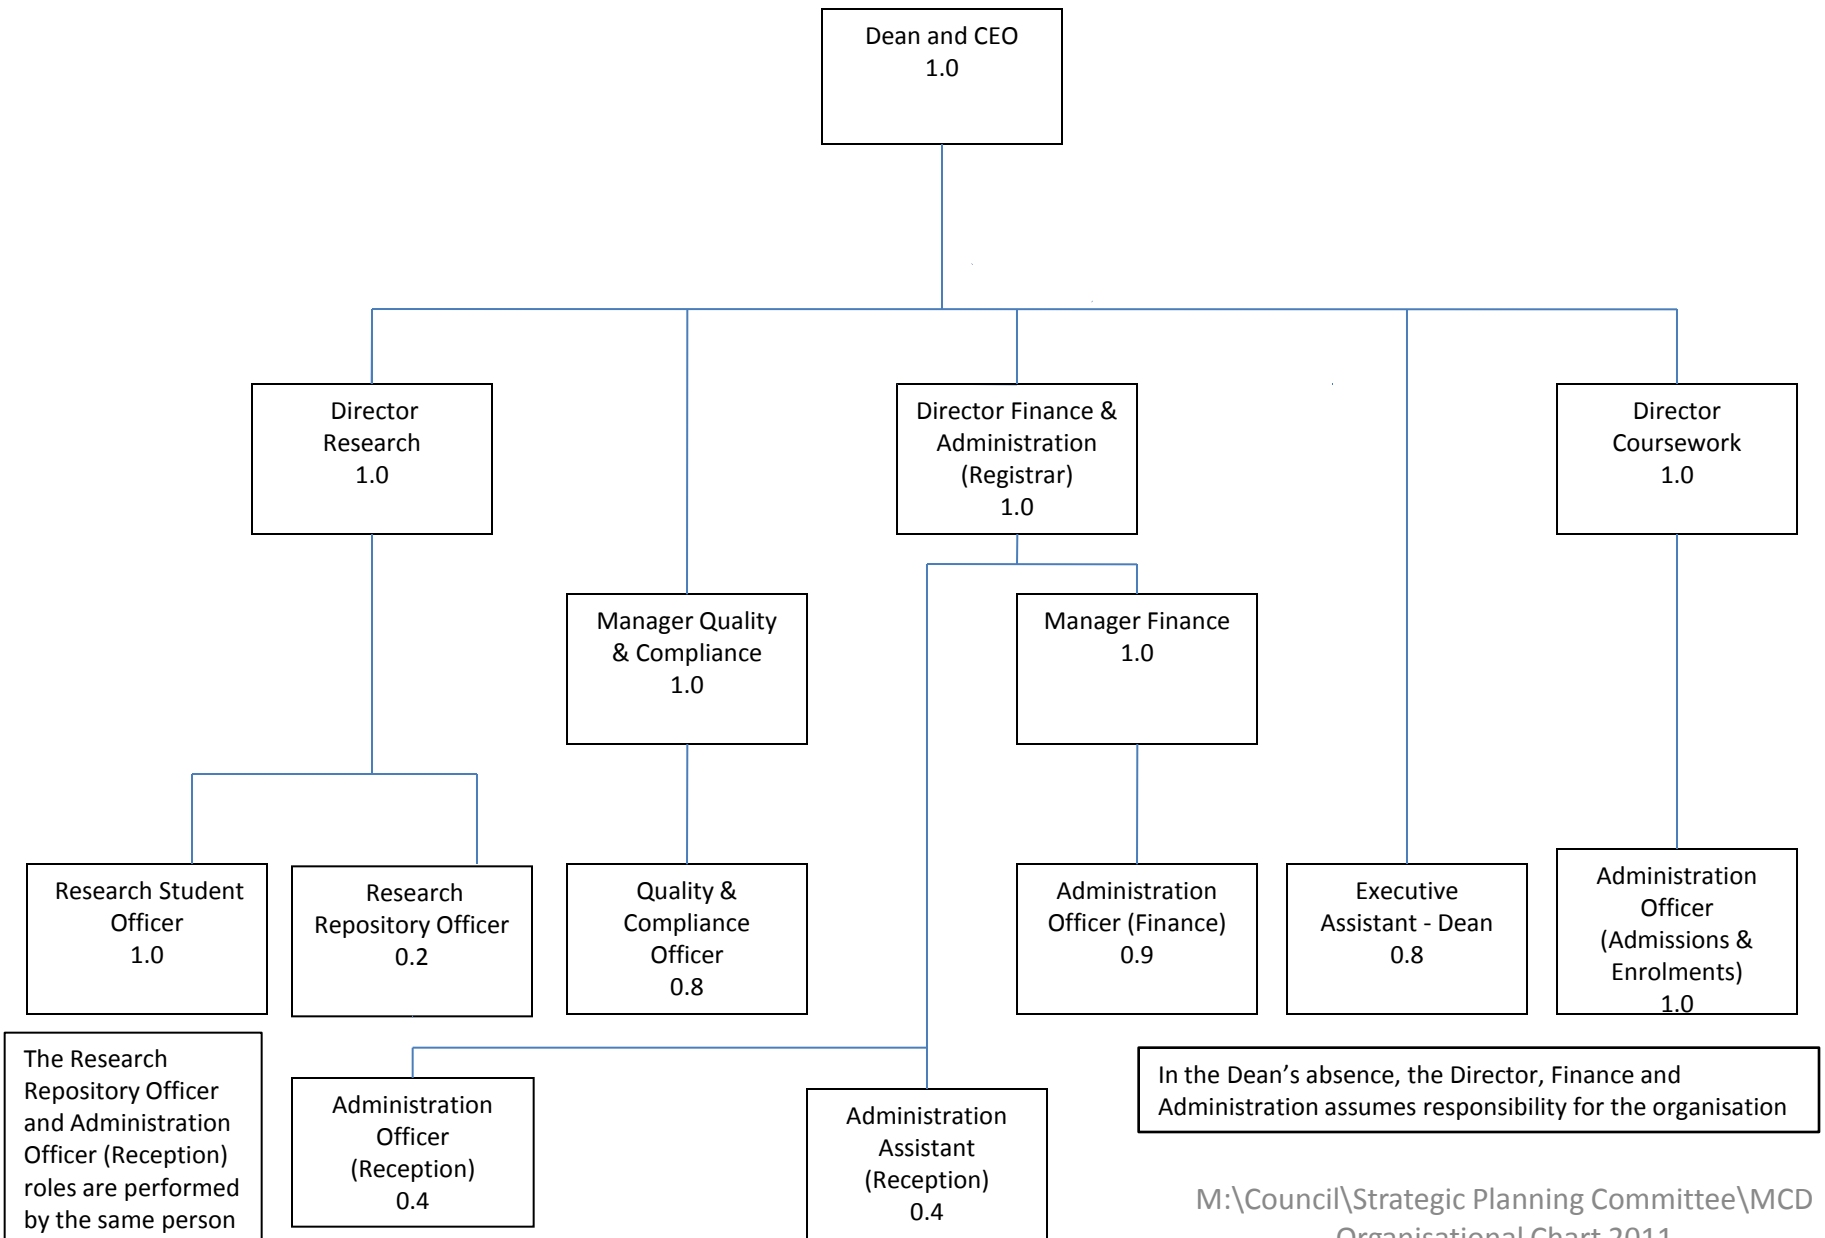 Dean and CEO
1.0
Director
Research
1.0
Director Finance &
Administration
(Registrar)
1.0
Director
Coursework
1.0
Manager Quality
& Compliance
1.0
Manager Finance
1.0
Research Student
Officer
1.0
Research
Repository Officer
0.2
Quality &
Compliance
Officer
0.8
Administration
Officer (Finance)
0.9
Executive
Assistant - Dean
0.8
Administration
Officer
(Admissions &
Enrolments)
1.0
The Research
Repository Officer
and Administration
Officer (Reception)
roles are performed
by the same person
Administration
Officer
(Reception)
0.4
Administration
Assistant
(Reception)
0.4
In the Dean’s absence, the Director, Finance and
Administration assumes responsibility for the organisation
M:\Council\Strategic Planning Committee\MCD
Organisational Chart 2011